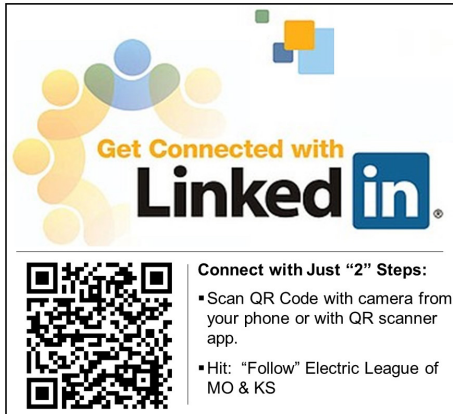 Get Connected with
Linked in®
Connect with Just “2” Steps:
▪Scan QR Code with camera from
your phone or with QR scanner
app.
▪Hit: “Follow” Electric League of
MO & KS